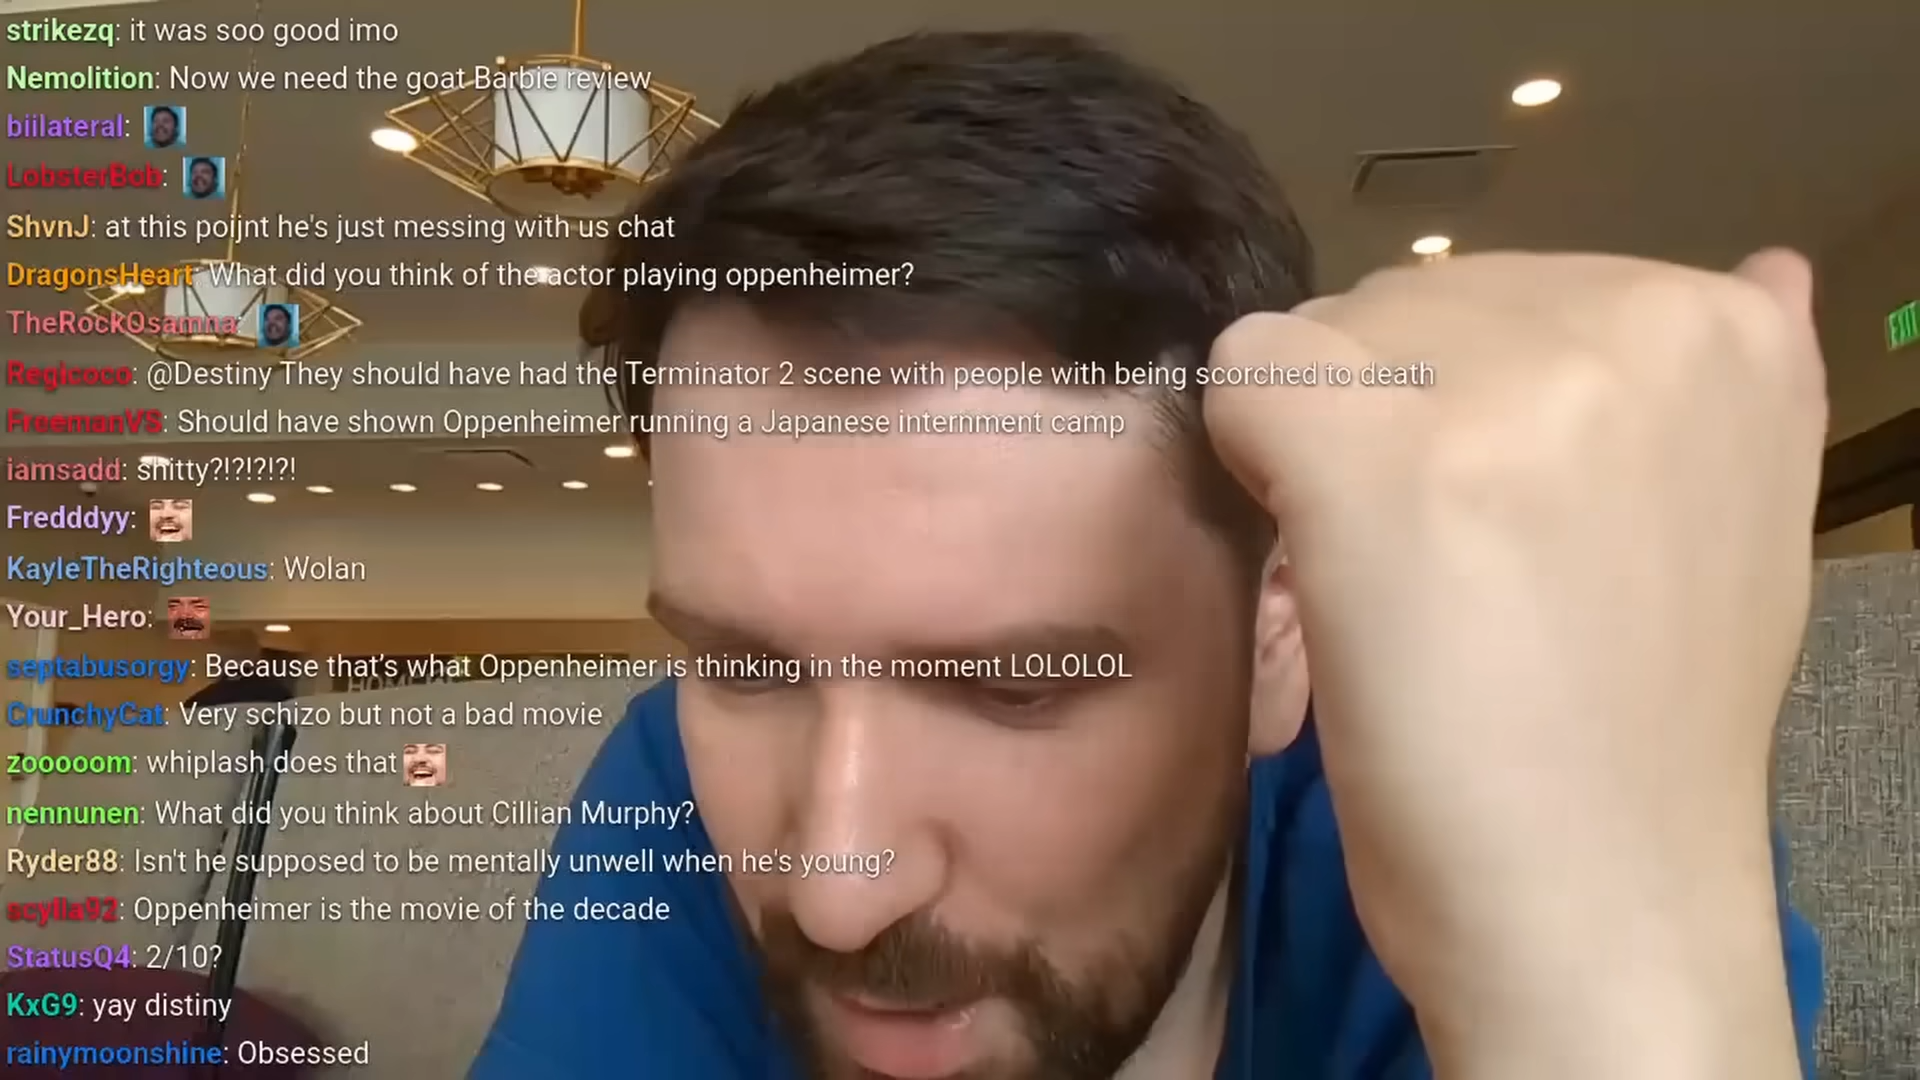 strikezq: it was soo good imo
Nemolition: Now we need the goat Barbie review
biilateral:
LobsterBob:
ShvnJ: at this poijnt he's just messing with us chat
DragonsHeart: What did you think of the actor playing oppenheimer?
TheRockOsamna:
EXIT
Regicoco: @Destiny They should have had the Terminator 2 scene with people with being scorched to death
FreemanVS: Should have shown Oppenheimer running a Japanese internment camp
iamsadd: shitty?!?!?!?!
Fredddyy:
KayleTheRighteous: Wolan
Your_Hero:
septabusorgy: Because that’s what Oppenheimer is thinking in the moment LOLOLOL
CrunchyCat: Very schizo but not a bad movie
zooooom: whiplash does that
nennunen: What did you think about Cillian Murphy?
Ryder88: Isn't he supposed to be mentally unwell when he's young?
scylla92: Oppenheimer is the movie of the decade
StatusQ4: 2/10?
KxG9: yay distiny
rainymoonshine: Obsessed